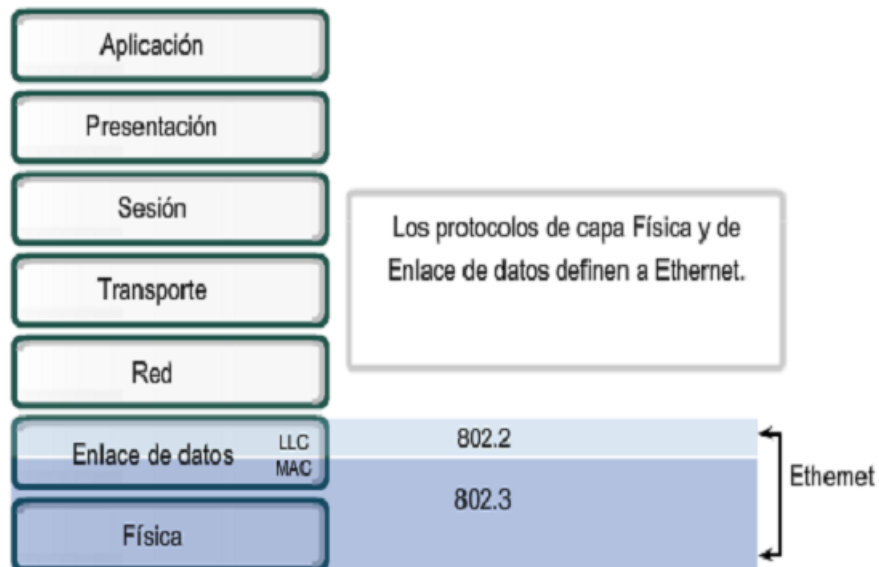 Aplicación
Presentación
Sesión
Transporte
Red
Los protocolos de capa Física y de
Enlace de datos definen a Ethernet.
Enlace de datos
LLC
MAC
802.2
802.3
Física
Ethernet